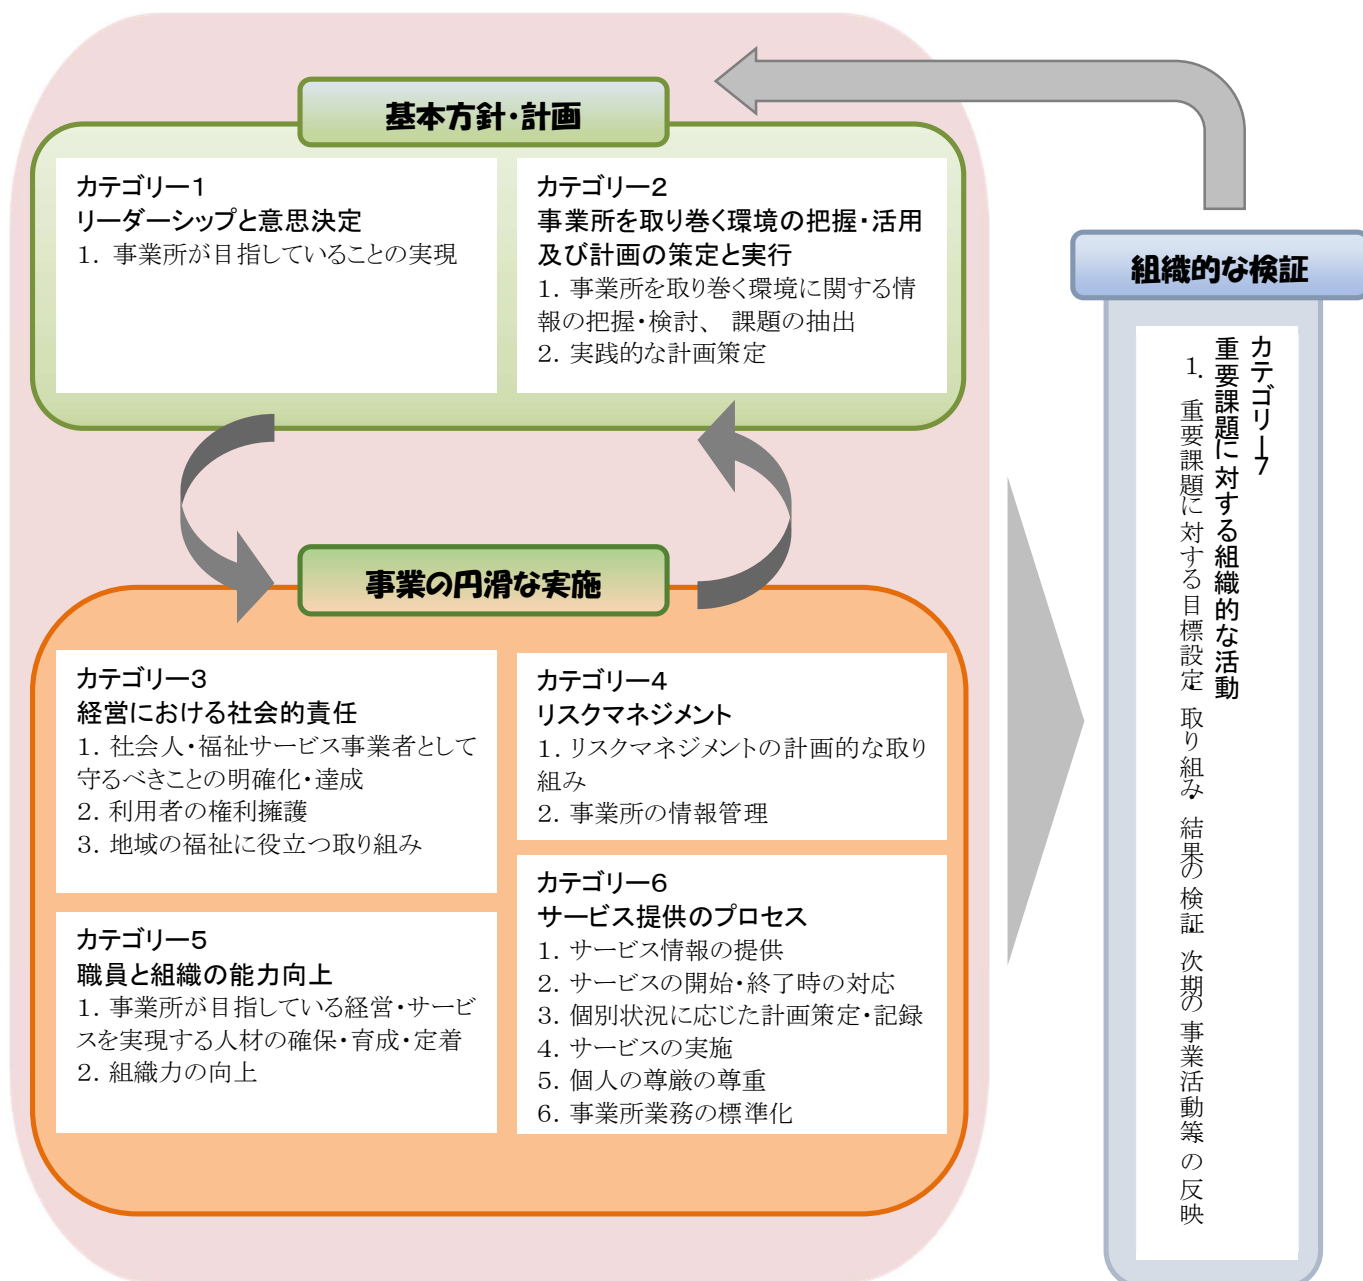 基本方針・計画
カテゴリー1
リーダーシップと意思決定
1. 事業所が目指していることの実現
カテゴリー2
事業所を取り巻く環境の把握・活用
及び計画の策定と実行
1. 事業所を取り巻く環境に関する情
報の把握・検討、 課題の抽出
2. 実践的な計画策定
事業の円滑な実施
カテゴリー3
経営における社会的責任
1. 社会人・福祉サービス事業者として
守るべきことの明確化・達成
2. 利用者の権利擁護
3. 地域の福祉に役立つ取り組み
カテゴリー4
リスクマネジメント
1. リスクマネジメントの計画的な取り
組み
2. 事業所の情報管理
カテゴリー5
職員と組織の能力向上
1. 事業所が目指している経営・サービ
スを実現する人材の確保・育成・定着
2. 組織力の向上
カテゴリー6
サービス提供のプロセス
1. サービス情報の提供
2. サービスの開始・終了時の対応
3. 個別状況に応じた計画策定・記録
4. サービスの実施
5. 個人の尊厳の尊重
6. 事業所業務の標準化
組織的な検証
カテゴリー7
重要課題に対する組織的な活動
1. 重要課題に対する目標設定・取り組み・結果の検証・次期の事業活動等の反映